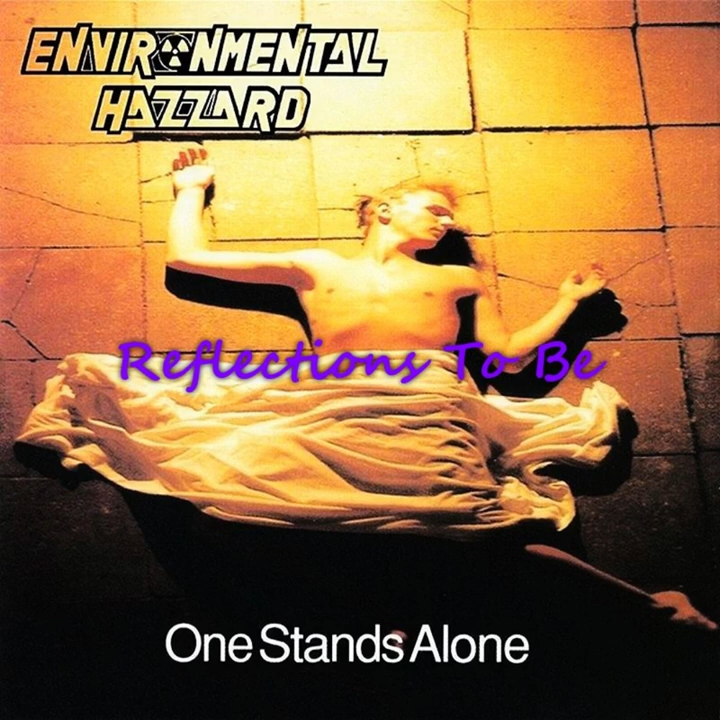 ENVIRONMENTAL
HAZZARD
Reflections To Be
One Stands Alone